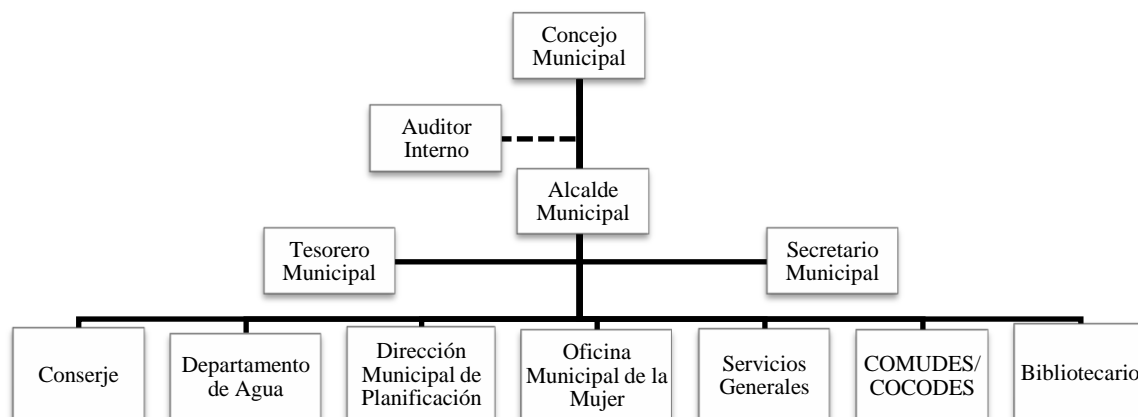 Concejo
Municipal
Auditor
Interno
Alcalde
Municipal
Tesorero
Municipal
Secretario
Municipal
Conserje
Departamento
de Agua
Dirección
Municipal de
Planificación
Oficina
Municipal de la
Mujer
Servicios
Generales
COMUDES/
COCODES
Bibliotecario